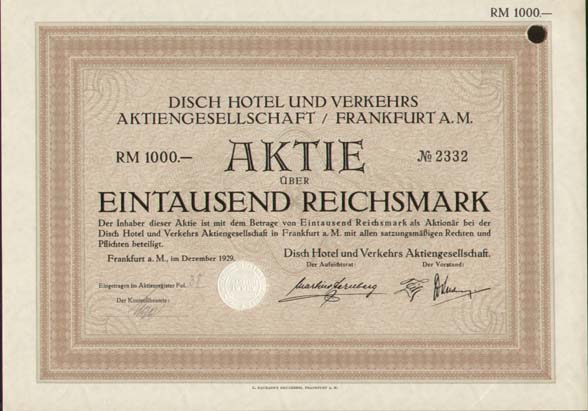 RM 1000.—
DISCH HOTEL UND VERKEHRS
AKTIENGESELLSCHAFT / FRANKFURT A. M.
RM 1000.— AKTIE № 2332
ÜBER
EINTAUSEND REICHSMARK
Der Inhaber dieser Aktie ist mit dem Betrage von Eintausend Reichsmark als Aktionär bei der
Disch Hotel und Verkehrs Aktiengesellschaft in Frankfurt a. M. mit allen satzungsmäßigen Rechten und
Pflichten beteiligt.
Frankfurt a. M., im Dezember 1929.
Disch Hotel und Verkehrs Aktiengesellschaft.
Der Aufsichtsrat: Der Vorstand:
Eingetragen im Aktienregister Fol.
Der Kontrollbeamte: